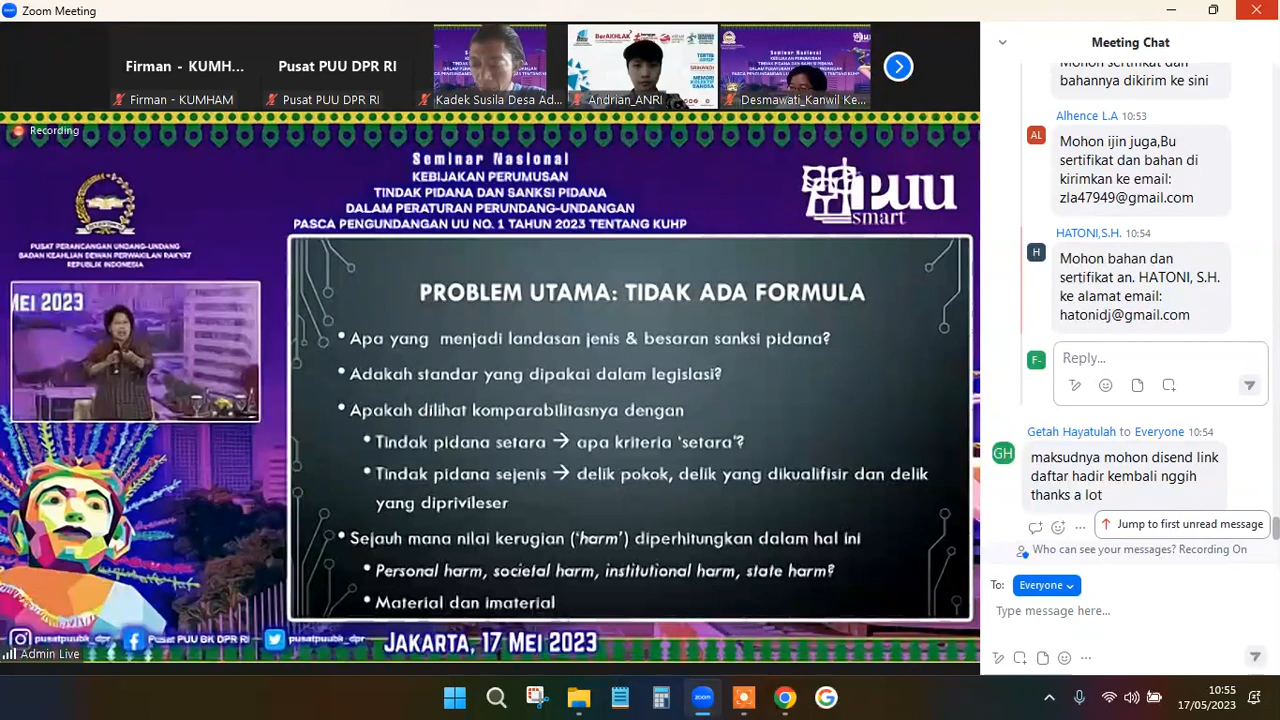 Zoom Meeting
Firman - KUMH...
Pusat PUU DPR RI
Firman - KUMHAM
Pusat PUU DPR RI
Kadek Susila Desa Ad...
Andrian_ANRI
Desmawati_Kanwil Ke...
BerAKHLAK
Recording
Seminar Nasional
KEBIJAKAN PERUMUSAN
TINDAK PIDANA DAN SANKSI PIDANA
DALAM PERATURAN PERUNDANG-UNDANGAN
PASCA PENGUNDANGAN UU NO. 1 TAHUN 2023 TENTANG KUHP
PUU
smart
PUSAT PERANCANGAN UNDANG-UNDANG
BADAN KEAHLIAN DEWAN PERWAKILAN RAKYAT
REPUBLIK INDONESIA
MEI 2023
PROBLEM UTAMA: TIDAK ADA FORMULA
• Apa yang menjadi landasan jenis & besaran sanksi pidana?
• Adakah standar yang dipakai dalam legislasi?
• Apakah dilihat komparabilitasnya dengan
• Tindak pidana setara → apa kriteria ‘setara’?
• Tindak pidana sejenis → delik pokok, delik yang dikualifisir dan delik
yang diprivileser
• Sejauh mana nilai kerugian (‘harm’) diperhitungkan dalam hal ini
• Personal harm, societal harm, institutional harm, state harm?
• Material dan imaterial
pusatpuubk_dpr
Pusat PUU BK DPR RI
pusatpuubk_dpr
JAKARTA, 17 MEI 2023
Admin Live
Meeting Chat
Mohon sertifikat dan
bahannya dikirim ke sini
Alhence L.A 10:53
AL
Mohon ijin juga,Bu
sertifikat dan bahan di
kirimkan ke email:
zla47949@gmail.com
HATONI,S.H. 10:54
H
Mohon bahan dan
sertifikat an. HATONI, S.H.
ke alamat email:
hatonidj@gmail.com
F-
Reply...
Getah Hayatulah to Everyone 10:54
GH
maksudnya mohon disend link
daftar hadir kembali nggih
thanks a lot
Jump to first unread message
Who can see your messages? Recording On
To: Everyone
Type message here...
zoom
10:55
17/05/2023